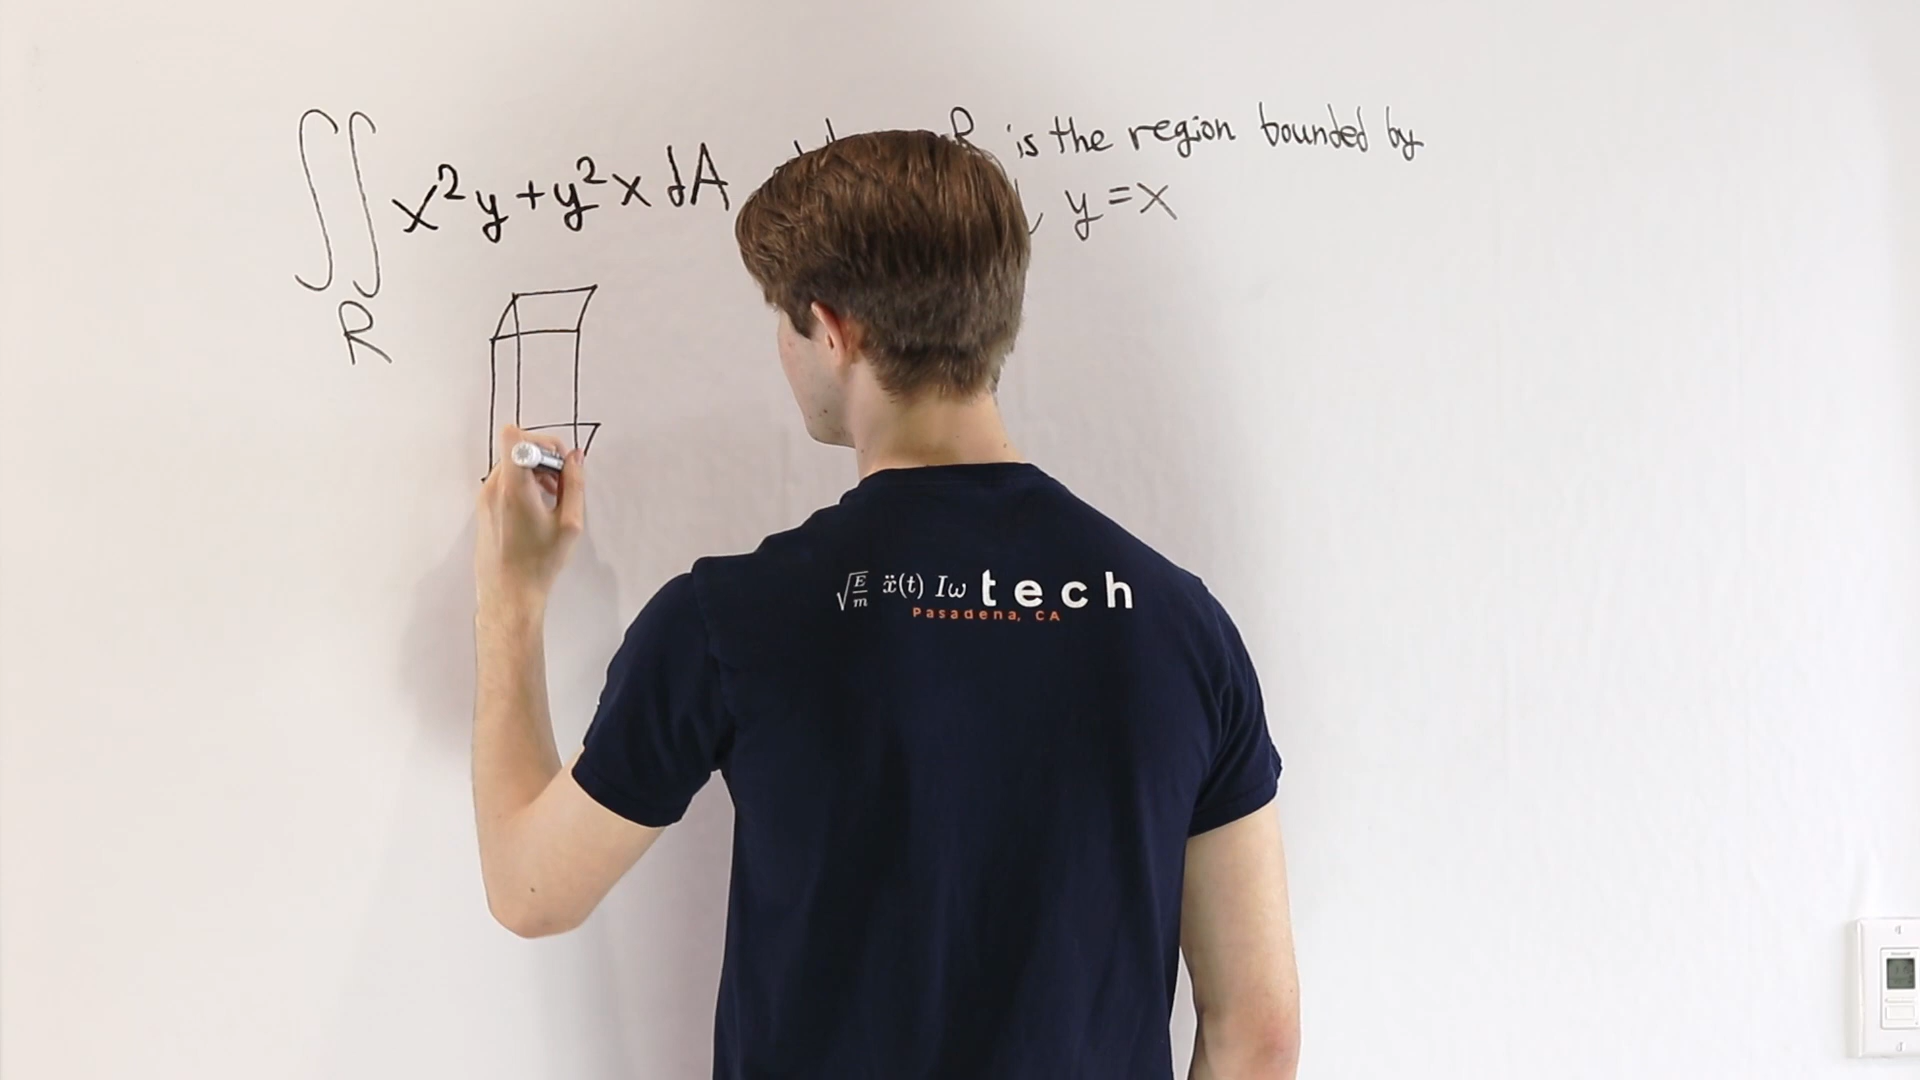 ∬ x²y + y²x dA R is the region bounded by
R
, y = x
√(E/m) ẍ(t) Iω tech
Pasadena, CA